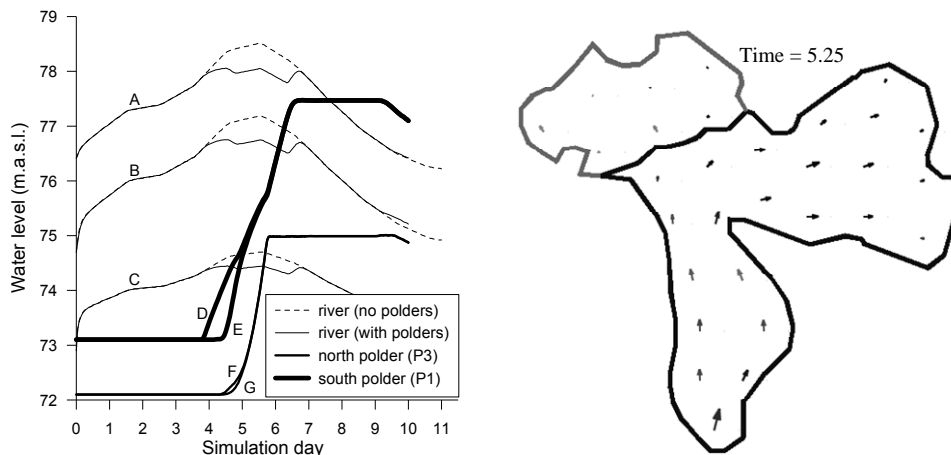 79
78
77
76
75
74
73
72
Water level (m.a.s.l.)
A
B
C
D
E
F
G
river (no polders)
river (with polders)
north polder (P3)
south polder (P1)
0 1 2 3 4 5 6 7 8 9 10 11
Simulation day
Time = 5.25